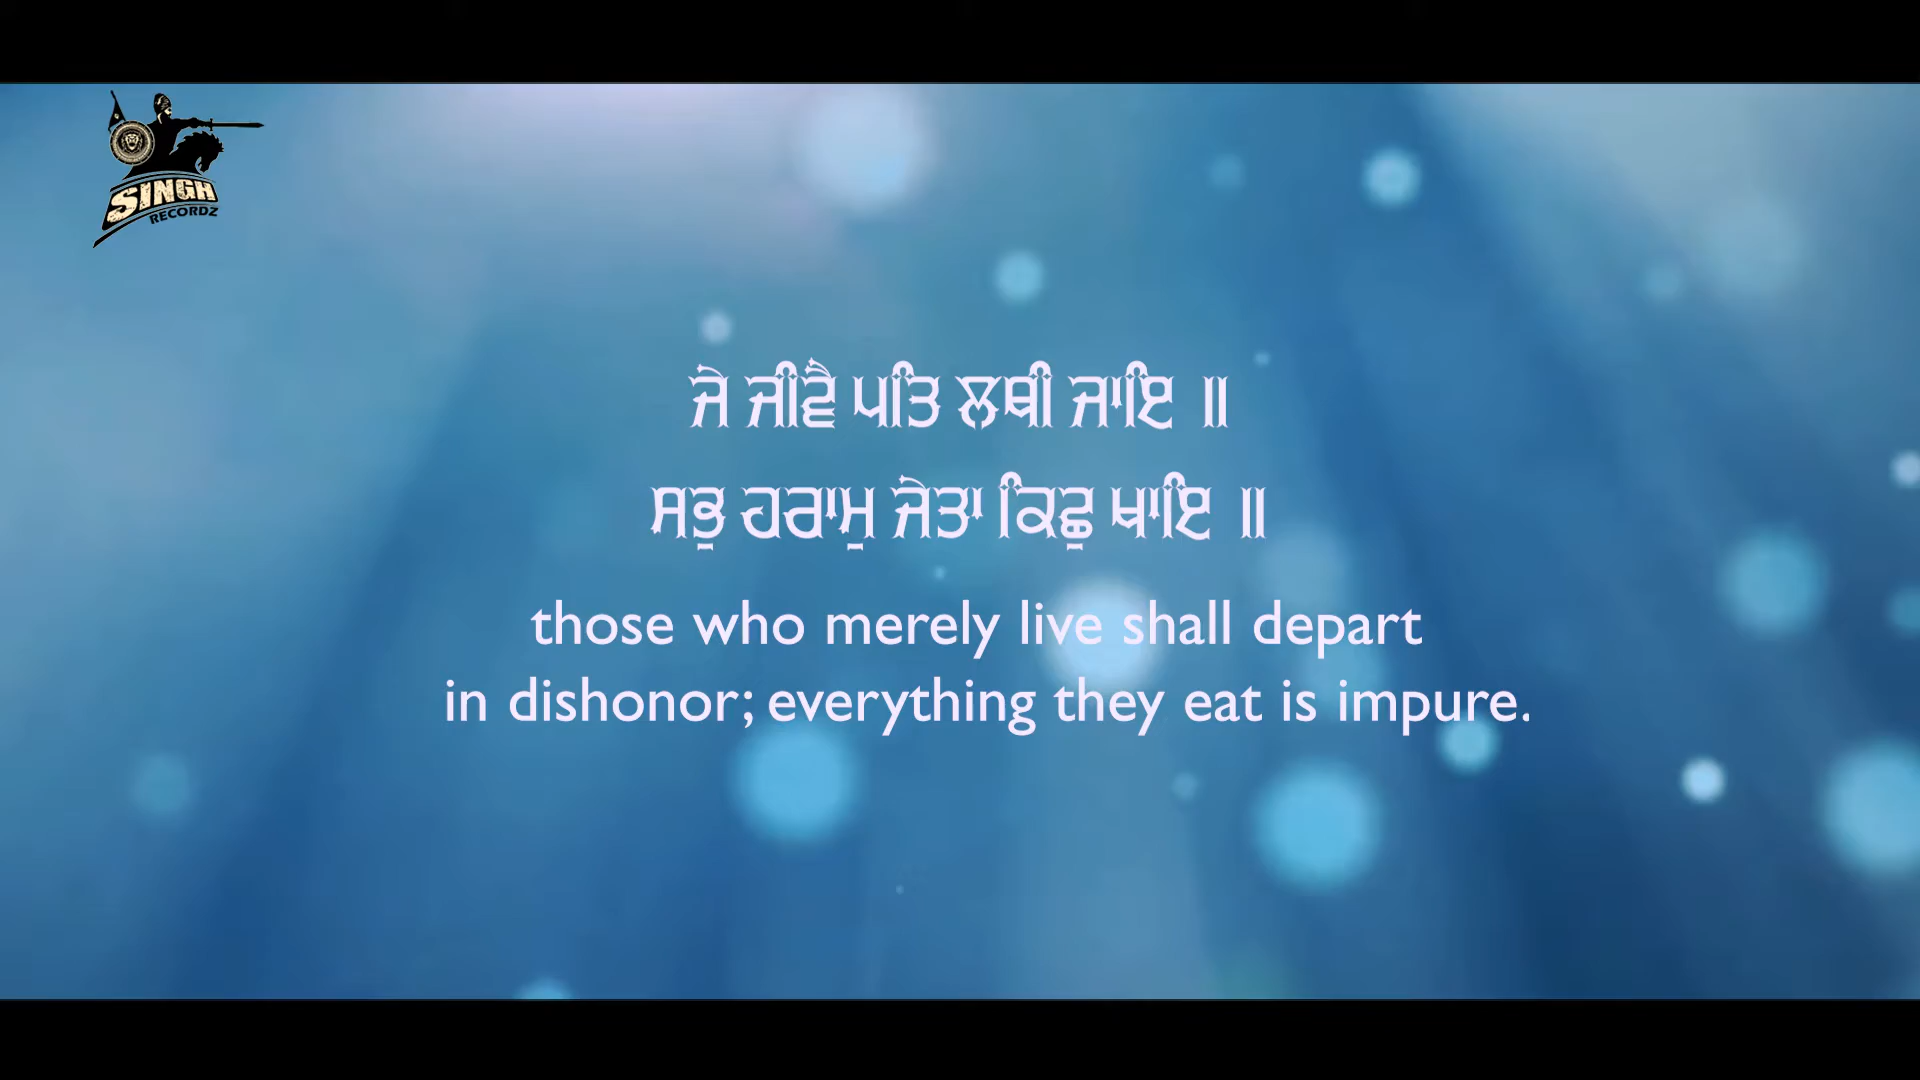 SINGH
RECORDZ
ਜੇ ਜੀਵੈ ਪਤਿ ਲਥੀ ਜਾਇ ॥
ਸਭੁ ਹਰਾਮੁ ਜੇਤਾ ਕਿਛੁ ਖਾਇ ॥
those who merely live shall depart
in dishonor; everything they eat is impure.